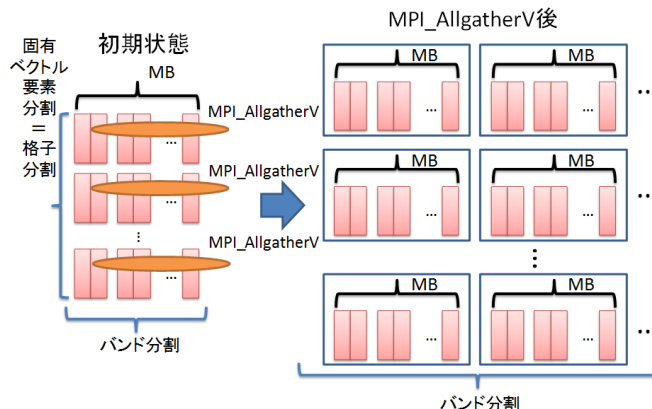 固有
ベクトル
要素
分割
＝
格子
分割
初期状態
MB
MPI_AllgatherV
...
MPI_AllgatherV
...
⋮
MPI_AllgatherV
...
バンド分割
MPI_AllgatherV後
MB
MB
...
...
...
MB
MB
...
...
...
⋮
MB
MB
...
...
...
バンド分割